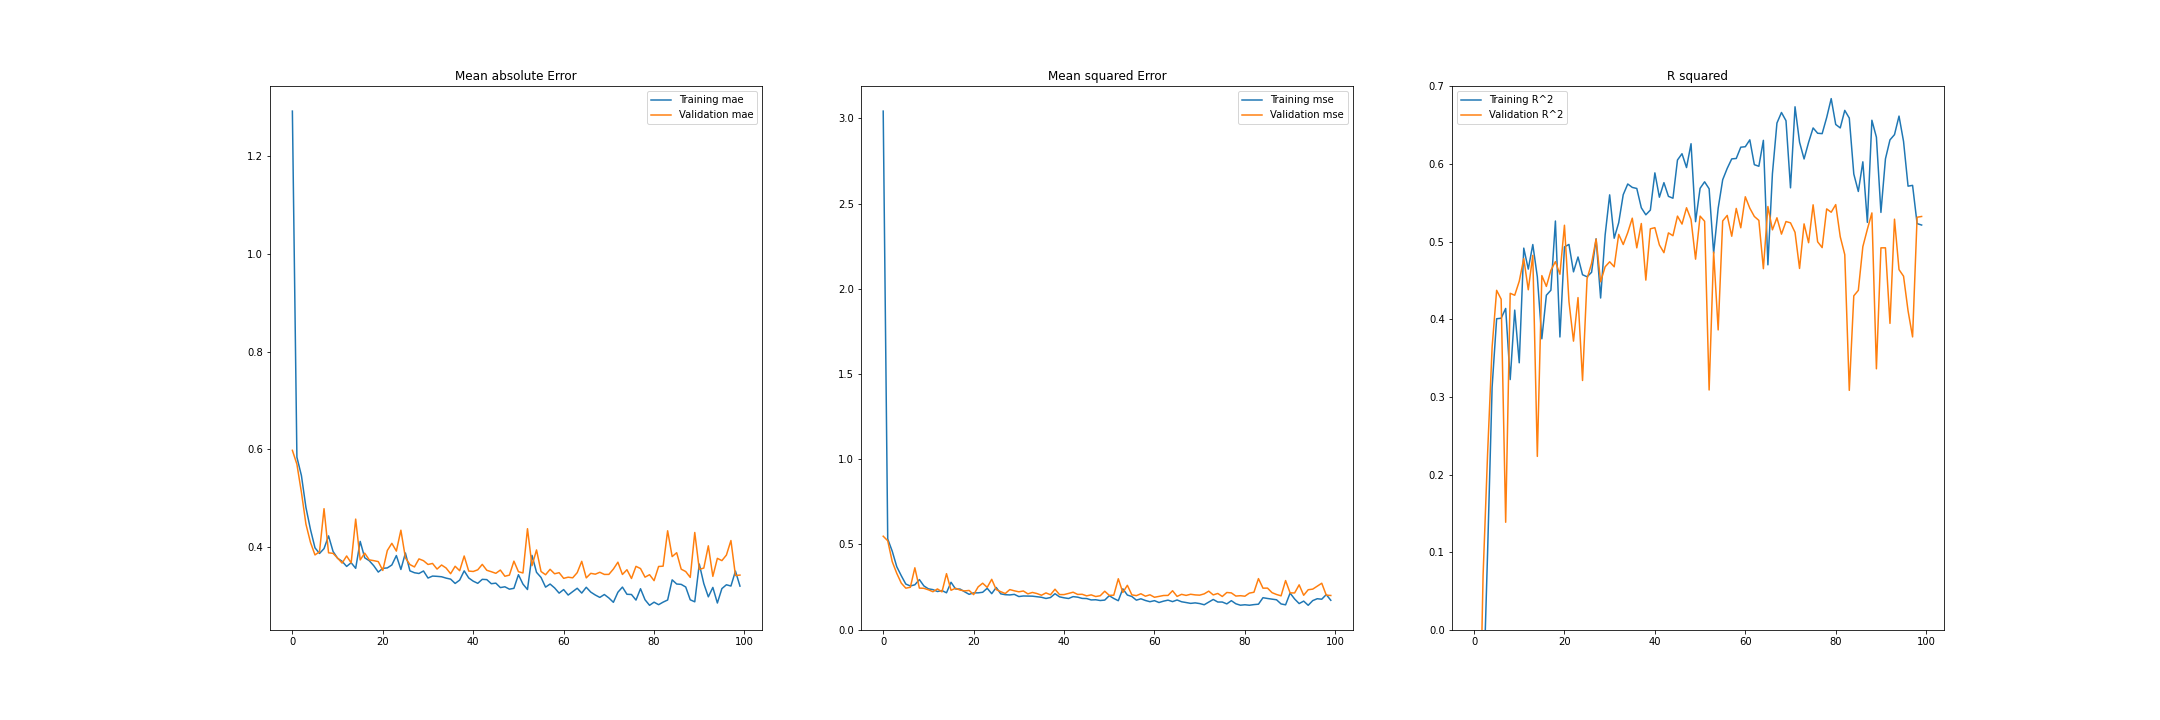 Mean absolute Error
Training mae
Validation mae
1.2
1.0
0.8
0.6
0.4
0 20 40 60 80 100
Mean squared Error
Training mse
Validation mse
3.0
2.5
2.0
1.5
1.0
0.5
0.0
0 20 40 60 80 100
R squared
Training R^2
Validation R^2
0.7
0.6
0.5
0.4
0.3
0.2
0.1
0.0
0 20 40 60 80 100